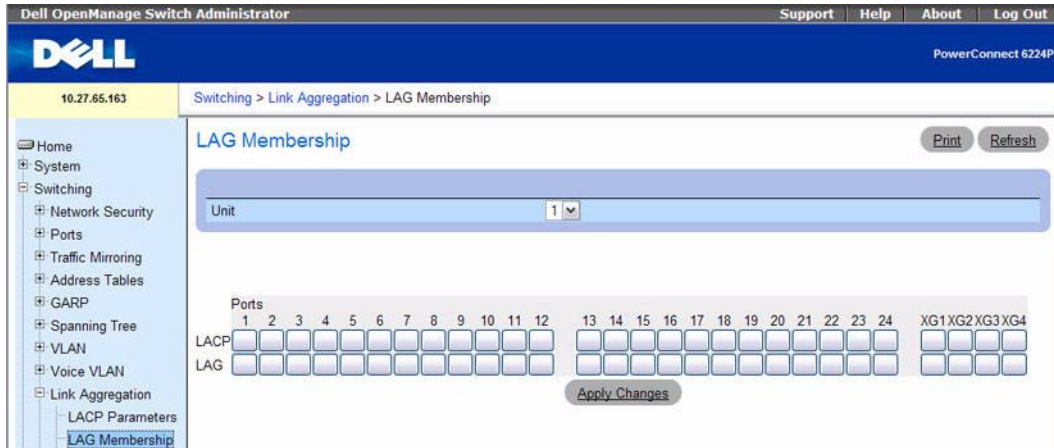 Dell OpenManage Switch Administrator
Support Help About Log Out
DELL
PowerConnect 6224P
10.27.65.163
Switching > Link Aggregation > LAG Membership
Home
System
Switching
Network Security
Ports
Traffic Mirroring
Address Tables
GARP
Spanning Tree
VLAN
Voice VLAN
Link Aggregation
LACP Parameters
LAG Membership
LAG Membership
Print Refresh
Unit 1
Ports
1 2 3 4 5 6 7 8 9 10 11 12 13 14 15 16 17 18 19 20 21 22 23 24 XG1 XG2 XG3 XG4
LACP
LAG
Apply Changes